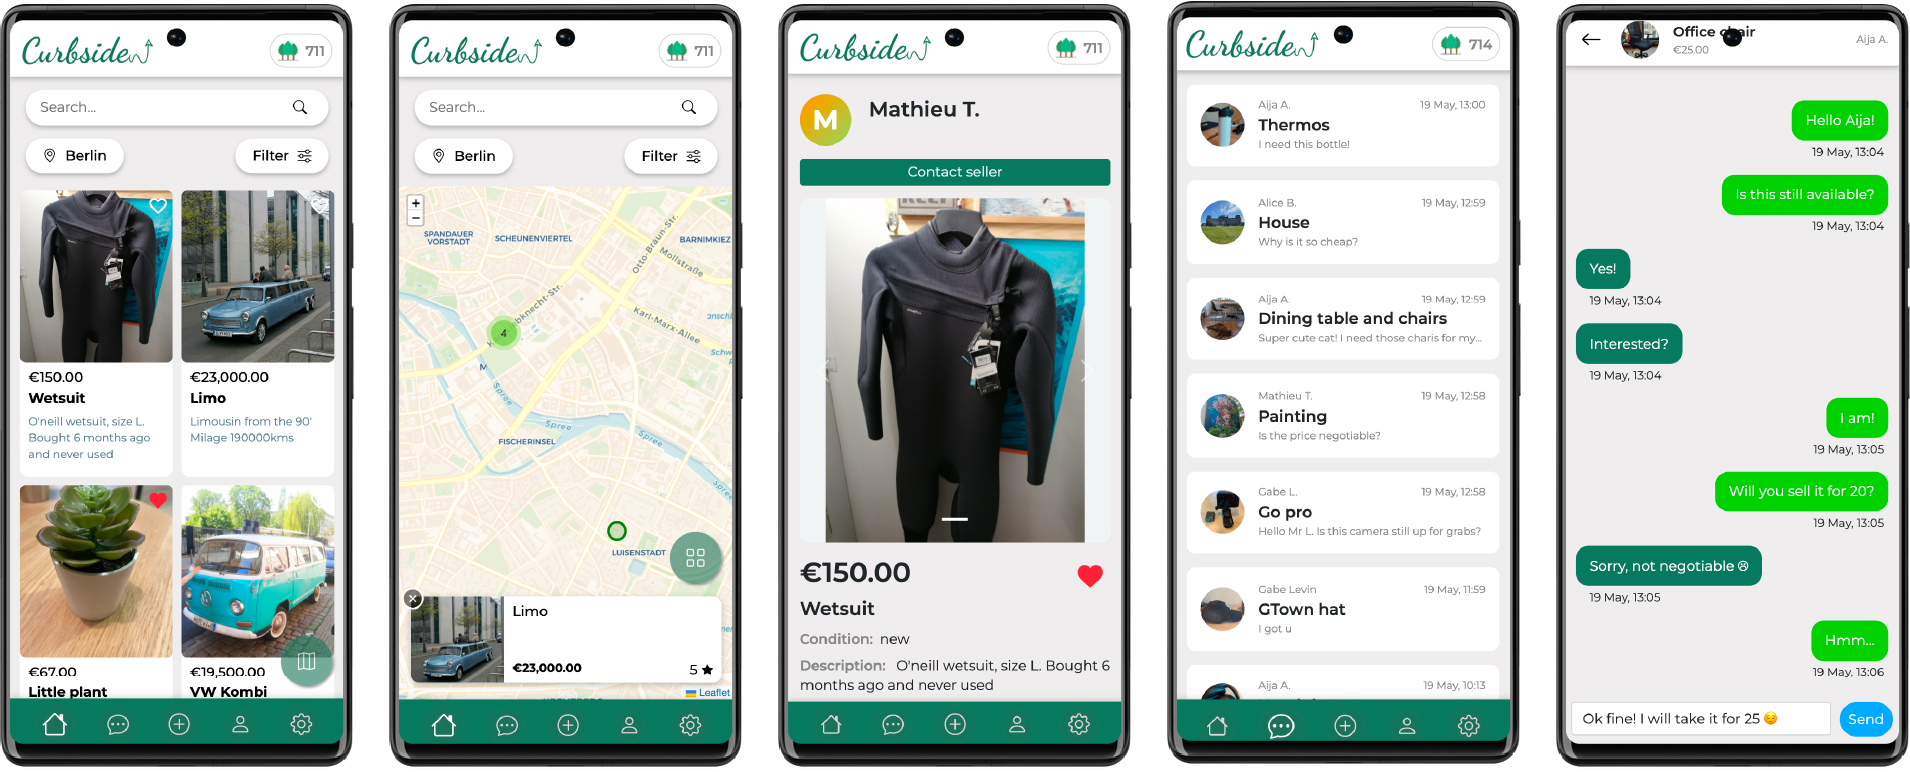 Curbside
711
Search...
Berlin
Filter
€150.00
Wetsuit
O'neill wetsuit, size L.
Bought 6 months ago
and never used
€23,000.00
Limo
Limousin from the 90'
Milage 190000kms
€67.00
Little plant
€19,500.00
VW Kombi
Curbside
711
Search...
Berlin
Filter
+
−
SPANDAUER
VORSTADT
SCHEUNENVIERTEL
Otto-Braun-Str.
Mollstraße
BARNIMKIEZ
Karl-Marx-Allee
4
Spree
Spree
Spree
FISCHERINSEL
LUISENSTADT
Limo
€23,000.00
5
Leaflet
Curbside
711
M
Mathieu T.
Contact seller
€150.00
Wetsuit
Condition: new
Description: O'neill wetsuit, size L. Bought 6
months ago and never used
Curbside
714
Aija A.
19 May, 13:00
Thermos
I need this bottle!
Alice B.
19 May, 12:59
House
Why is it so cheap?
Aija A.
19 May, 12:59
Dining table and chairs
Super cute cat! I need those charis for my...
Mathieu T.
19 May, 12:58
Painting
Is the price negotiable?
Gabe L.
19 May, 12:58
Go pro
Hello Mr L. Is this camera still up for grabs?
Gabe Levin
19 May, 11:59
GTown hat
I got u
Aija A.
19 May, 10:13
Office chair
€25.00
Aija A.
Hello Aija!
19 May, 13:04
Is this still available?
19 May, 13:04
Yes!
19 May, 13:04
Interested?
19 May, 13:04
I am!
19 May, 13:05
Will you sell it for 20?
19 May, 13:05
Sorry, not negotiable ☹
19 May, 13:05
Hmm...
19 May, 13:06
Ok fine! I will take it for 25 😌
Send